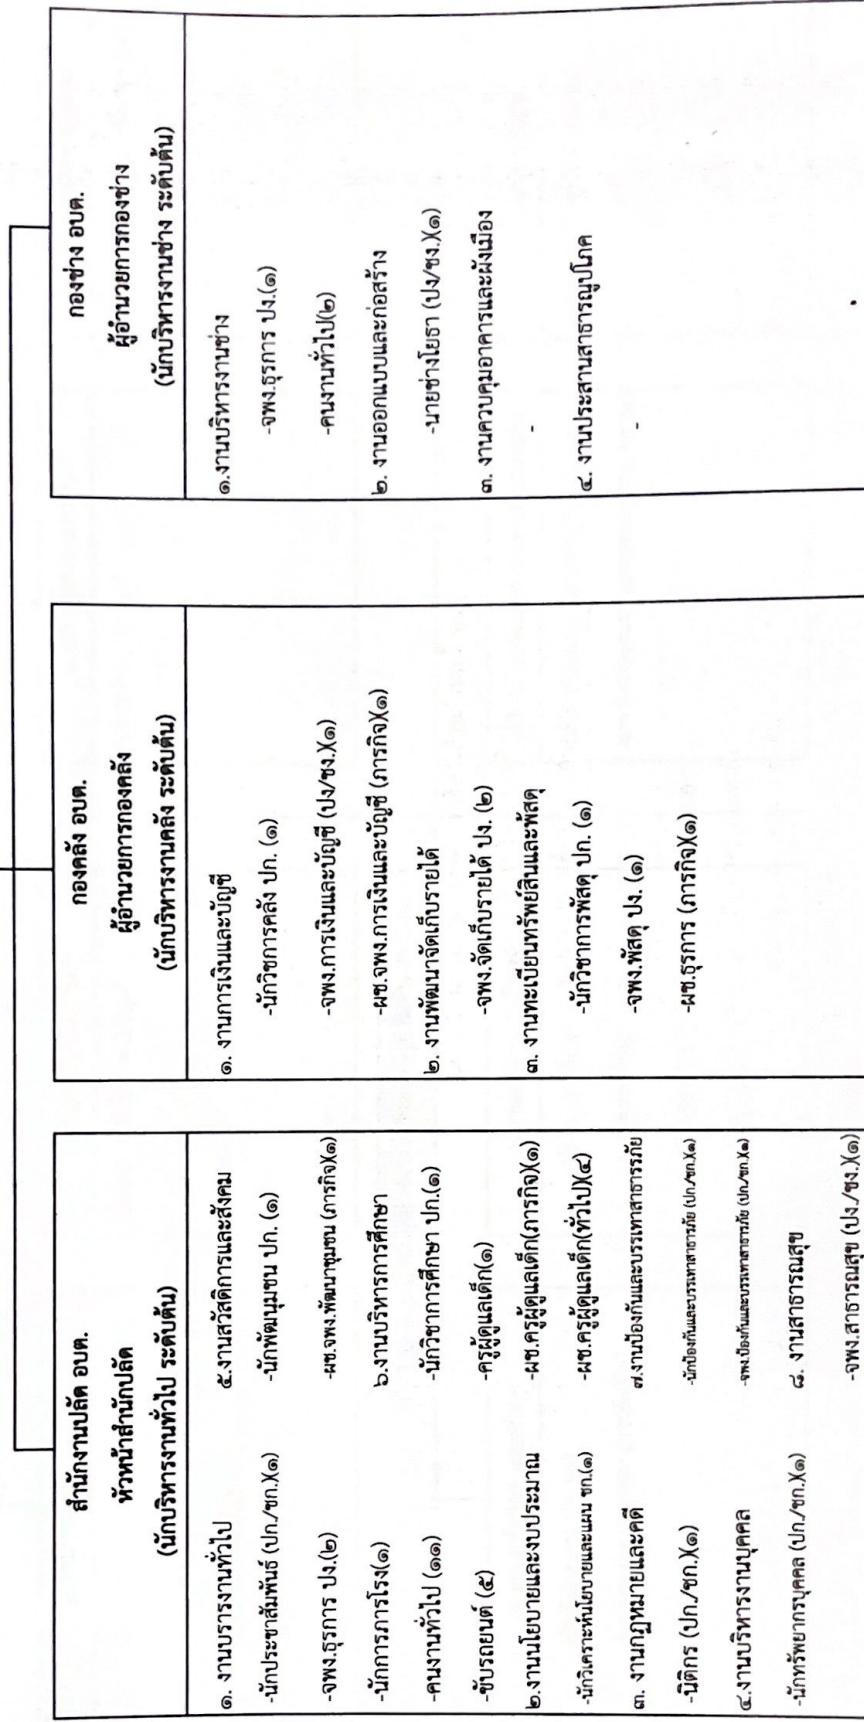 สำนักงานปลัด อบต.
หัวหน้าสำนักปลัด
(นักบริหารงานทั่วไป ระดับต้น)
๑. งานบรารงานทั่วไป
-นักประชาสัมพันธ์ (ปก./ชก.)(๑)
-จพง.ธุรการ ปง.(๒)
-นักการภารโรง(๑)
-คนงานทั่วไป (๑๑)
-ขับรถยนต์ (๕)
๒.งานนโยบายและงบประมาณ
-นักวิเคราะห์นโยบายและแผน ชก.(๑)
๓. งานกฎหมายและคดี
-นิติกร (ปก./ชก.)(๑)
๔.งานบริหารงานบุคคล
-นักทรัพยากรบุคคล (ปก./ชก.)(๑)
๕.งานสวัสดิการและสังคม
-นักพัฒนุมชน ปก. (๑)
-ผช.จพง.พัฒนาชุมชน (ภารกิจ)(๑)
๖.งานบริหารการศึกษา
-นักวิชาการศึกษา ปก.(๑)
-ครูผู้ดูแลเด็ก(๑)
-ผช.ครูผู้ดูแลเด็ก(ภารกิจ)(๑)
-ผช.ครูผู้ดูแลเด็ก(ทั่วไป)(๔)
๗.งานป้องกันและบรรเทาสาธารรภัย
-นักป้องกันและบรรเทาสาธารภัย (ปก./ชก.)(๑)
-จพง.ป้องกันและบรรเทาสาธารภัย (ปก./ชก.)(๑)
๘. งานสาธารณสุข
-จพง.สาธารณสุข (ปง./ชง.)(๑)
กองคลัง อบต.
ผู้อำนวยการกองคลัง
(นักบริหารงานคลัง ระดับต้น)
๑. งานการเงินและบัญชี
-นักวิชการคลัง ปก. (๑)
-จพง.การเงินและบัญชี (ปง/ชง.)(๑)
-ผช.จพง.การเงินและบัญชี (ภารกิจ)(๑)
๒. งานพัฒนาจัดเก็บรายได้
-จพง.จัดเก็บรายได้ ปง. (๒)
๓. งานทะเบียนทรัพย์สินและพัสดุ
-นักวิชาการพัสดุ ปก. (๑)
-จพง.พัสดุ ปง. (๑)
-ผช.ธุรการ (ภารกิจ)(๑)
กองช่าง อบต.
ผู้อำนวยการกองช่าง
(นักบริหารงานช่าง ระดับต้น)
๑.งานบริหารงานช่าง
-จพง.ธุรการ ปง.(๑)
-คนงานทั่วไป(๒)
๒. งานออกแบบและก่อสร้าง
-นายช่างโยธา (ปง/ชง.)(๑)
๓. งานควบคุมอาคารและผังเมือง
-
๔. งานประสานสาธารณูปโภค
-